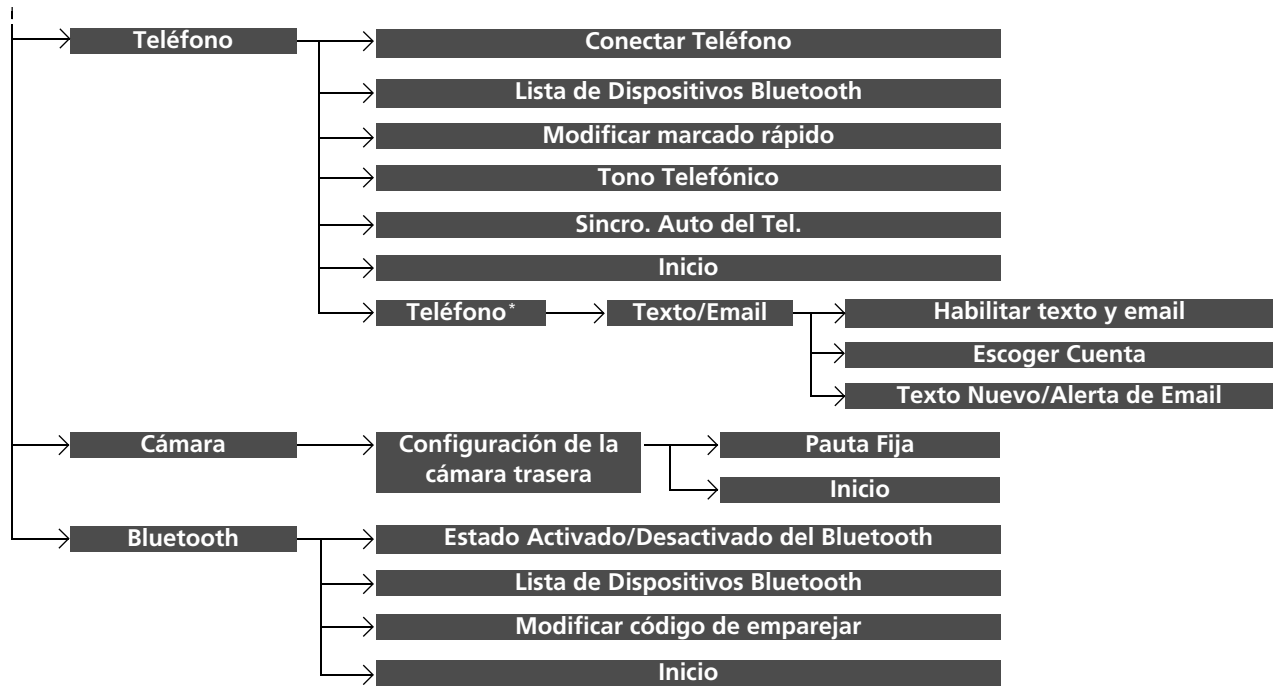 Teléfono
Conectar Teléfono
Lista de Dispositivos Bluetooth
Modificar marcado rápido
Tono Telefónico
Sincro. Auto del Tel.
Inicio
Teléfono*
Texto/Email
Habilitar texto y email
Escoger Cuenta
Texto Nuevo/Alerta de Email
Cámara
Configuración de la
cámara trasera
Pauta Fija
Inicio
Bluetooth
Estado Activado/Desactivado del Bluetooth
Lista de Dispositivos Bluetooth
Modificar código de emparejar
Inicio